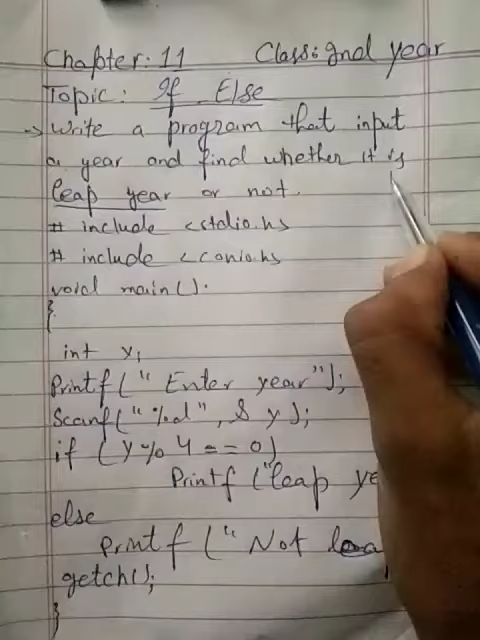 Chapter: 11 Class: 2nd year
Topic: If Else
→ Write a program that input
a year and find whether it is
leap year or not.
# include <stdio.h>
# include <conio.h>
void main().
{
int y;
Printf(" Enter year");
Scanf("%d", & y);
if (y % 4 == 0)
Printf ("leap ye
else
printf (" Not lea
getch();
}